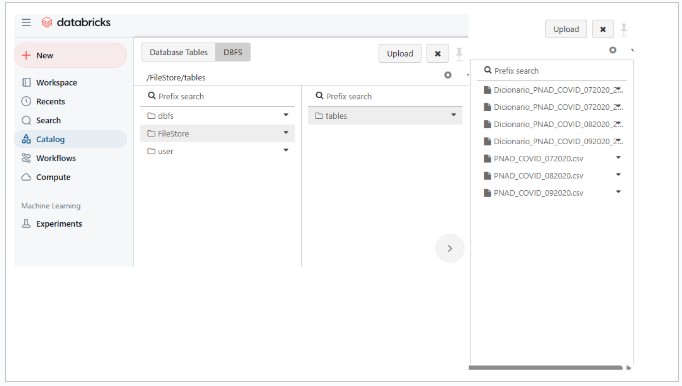 databricks
New
Workspace
Recents
Search
Catalog
Workflows
Compute
Machine Learning
Experiments
Database Tables
DBFS
Upload
/FileStore/tables
Prefix search
dbfs
FileStore
user
Prefix search
tables
Upload
Prefix search
Dicionario_PNAD_COVID_072020_2...
Dicionario_PNAD_COVID_072020_2...
Dicionario_PNAD_COVID_082020_2...
Dicionario_PNAD_COVID_092020_2...
PNAD_COVID_072020.csv
PNAD_COVID_082020.csv
PNAD_COVID_092020.csv